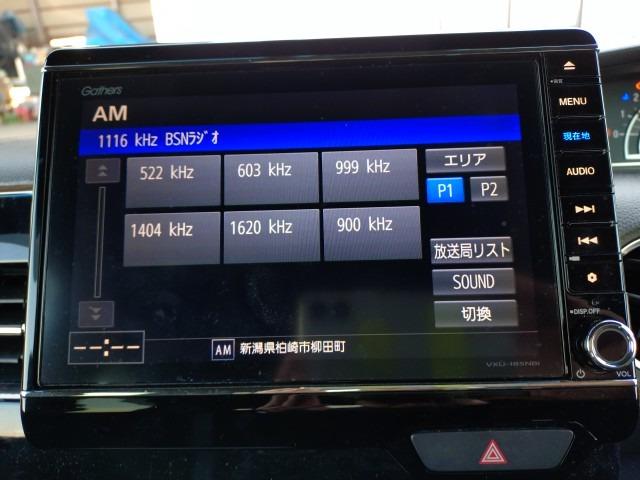 Gathers
AM
1116 kHz BSNﾗｼﾞｵ
522 kHz 603 kHz 999 kHz
1404 kHz 1620 kHz 900 kHz
エリア
P1 P2
放送局リスト
SOUND
切換
--:--
AM 新潟県柏崎市柳田町
VXU-185NBi
MENU
現在地
AUDIO
DISP.OFF
VOL